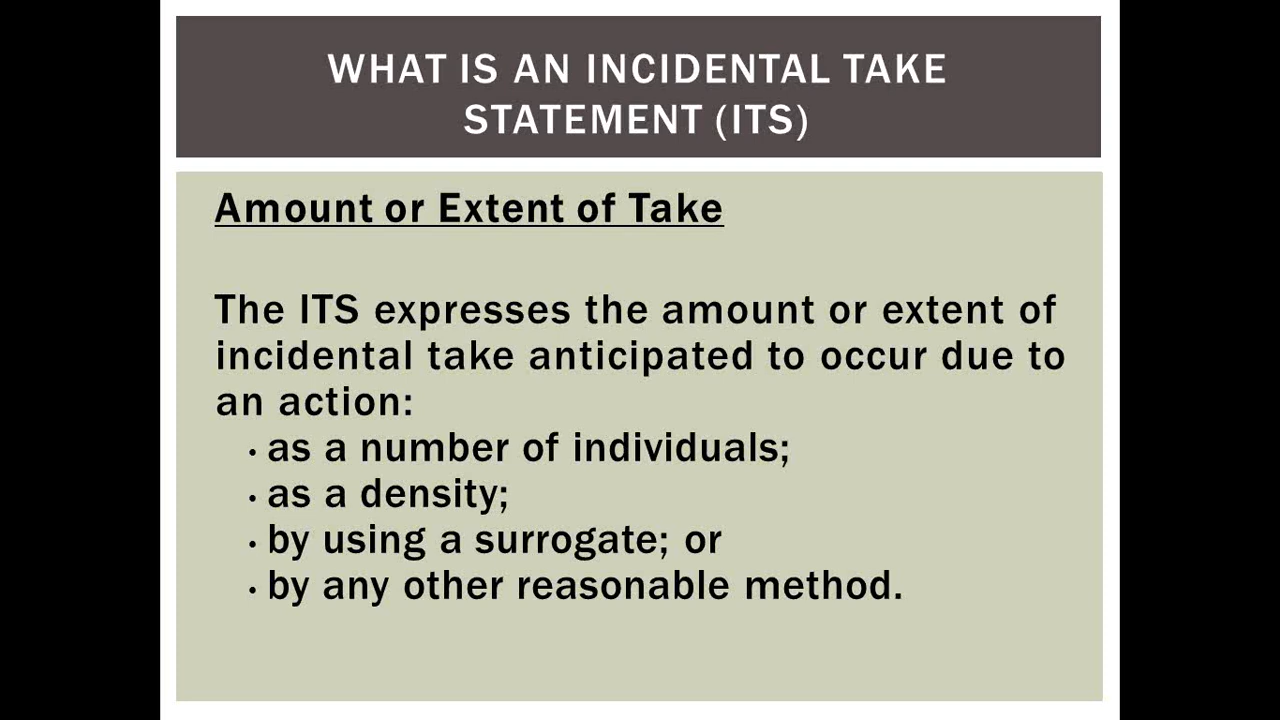 WHAT IS AN INCIDENTAL TAKE
STATEMENT (ITS)
Amount or Extent of Take
The ITS expresses the amount or extent of
incidental take anticipated to occur due to
an action:
• as a number of individuals;
• as a density;
• by using a surrogate; or
• by any other reasonable method.